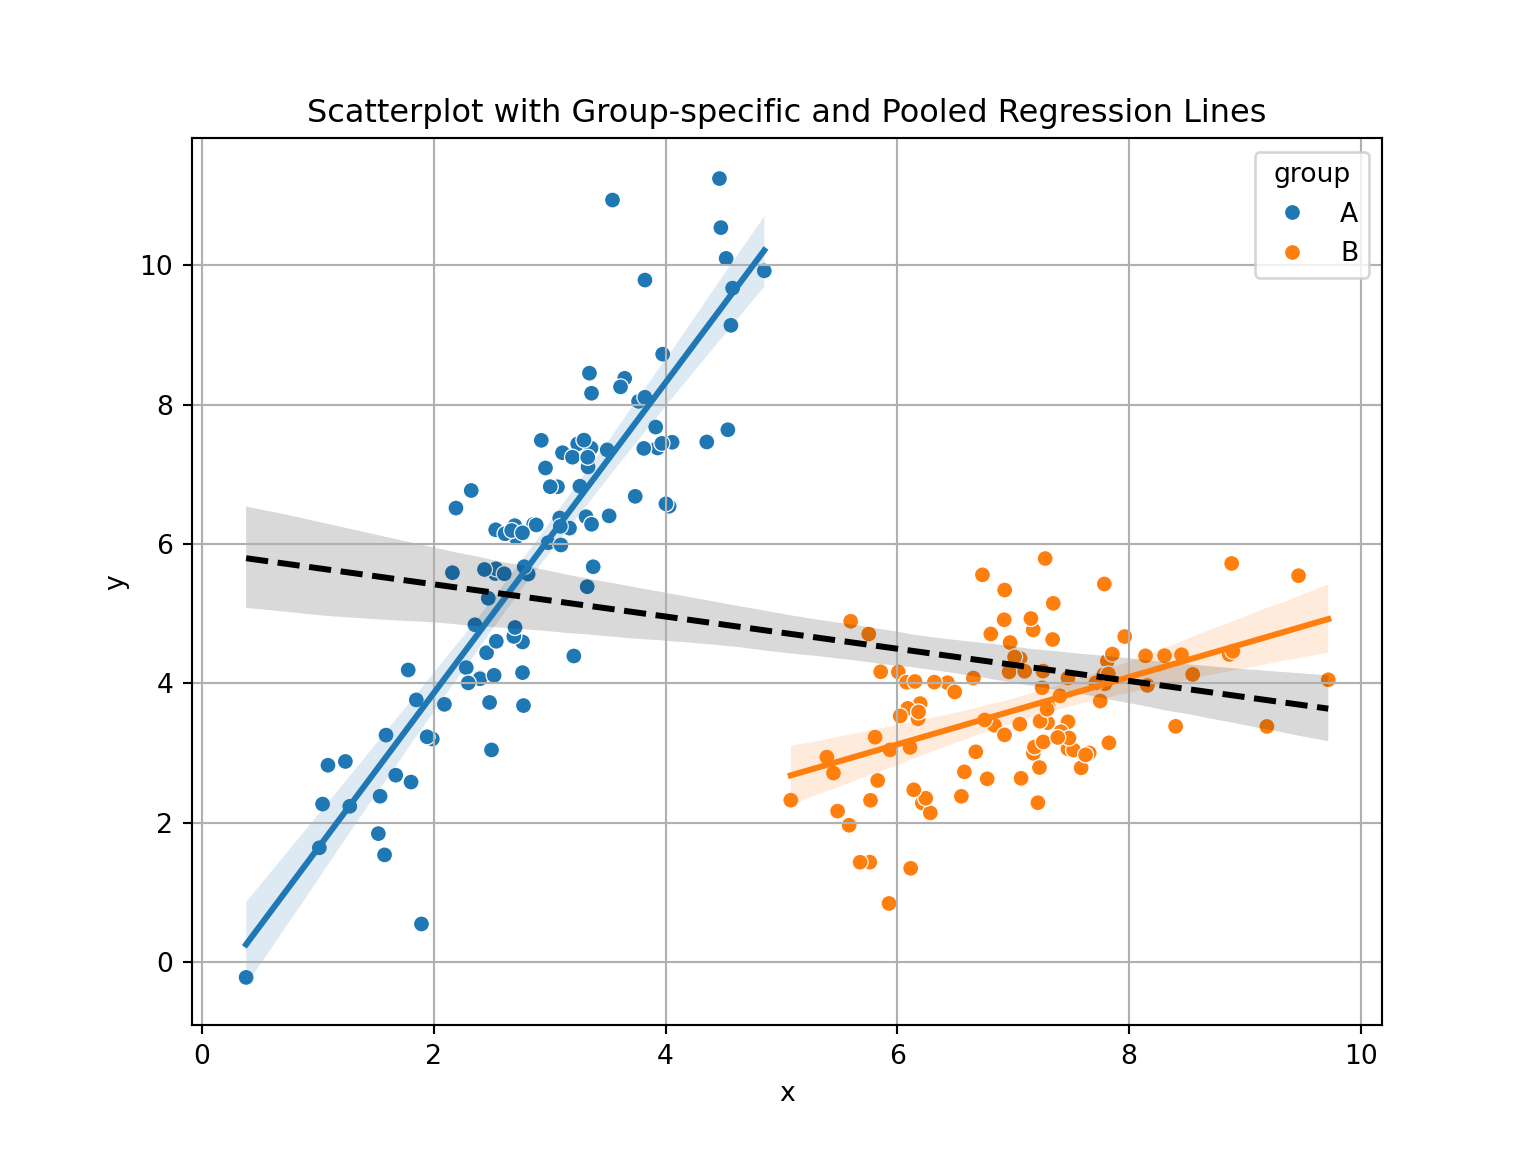 Scatterplot with Group-specific and Pooled Regression Lines
group
A
B
10
8
6
4
2
0
y
0 2 4 6 8 10
x